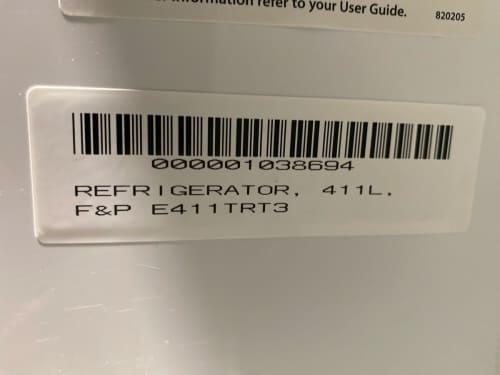 information refer to your User Guide.
820205
000001038694
REFRIGERATOR, 411L,
F&P E411TRT3